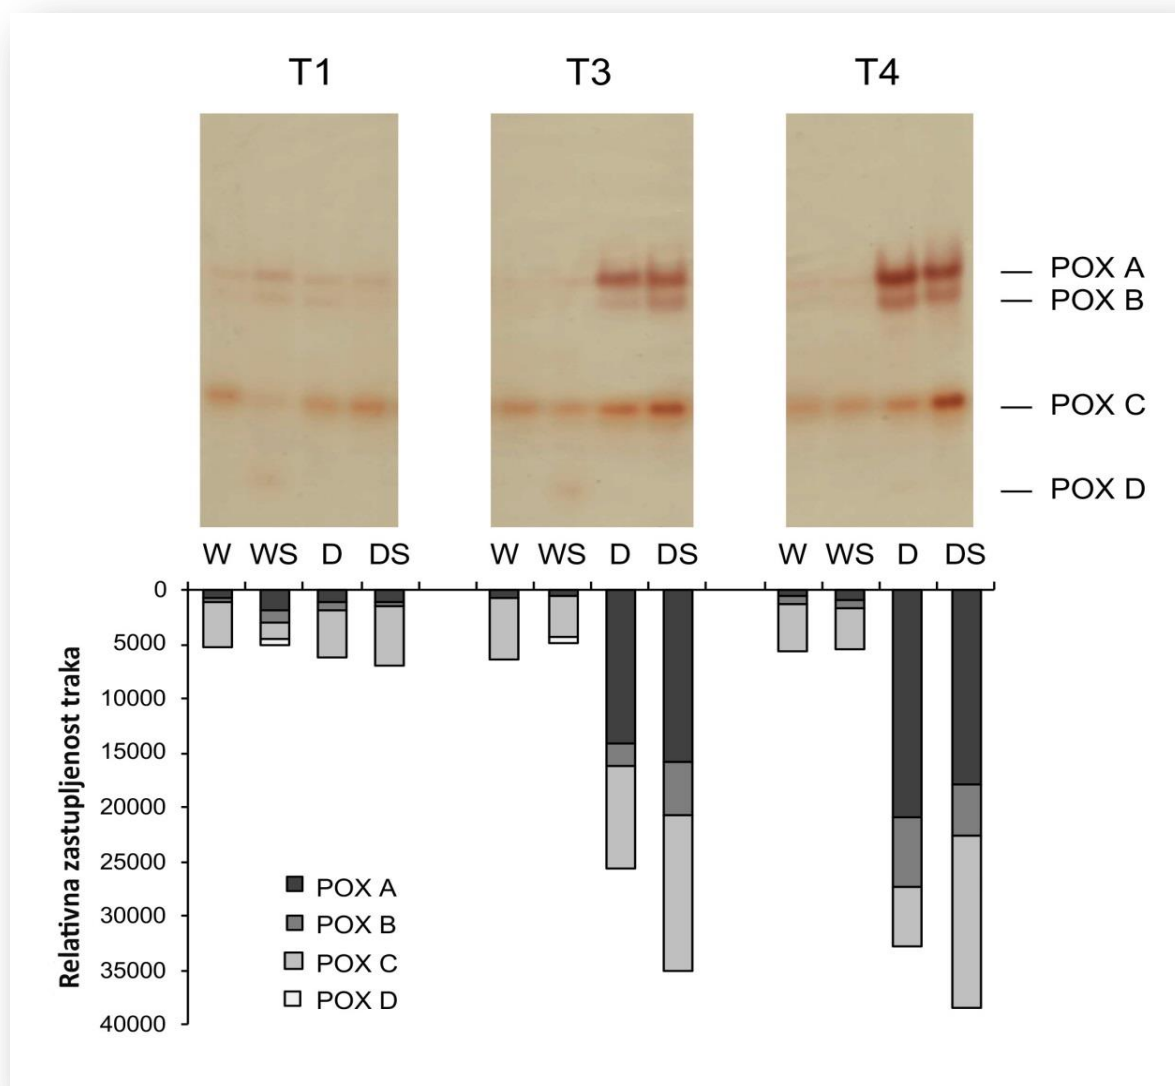 T1 T3 T4
POX A
POX B
POX C
POX D
W WS D DS W WS D DS W WS D DS
Relativna zastupljenost traka
0
5000
10000
15000
20000
25000
30000
35000
40000
POX A
POX B
POX C
POX D